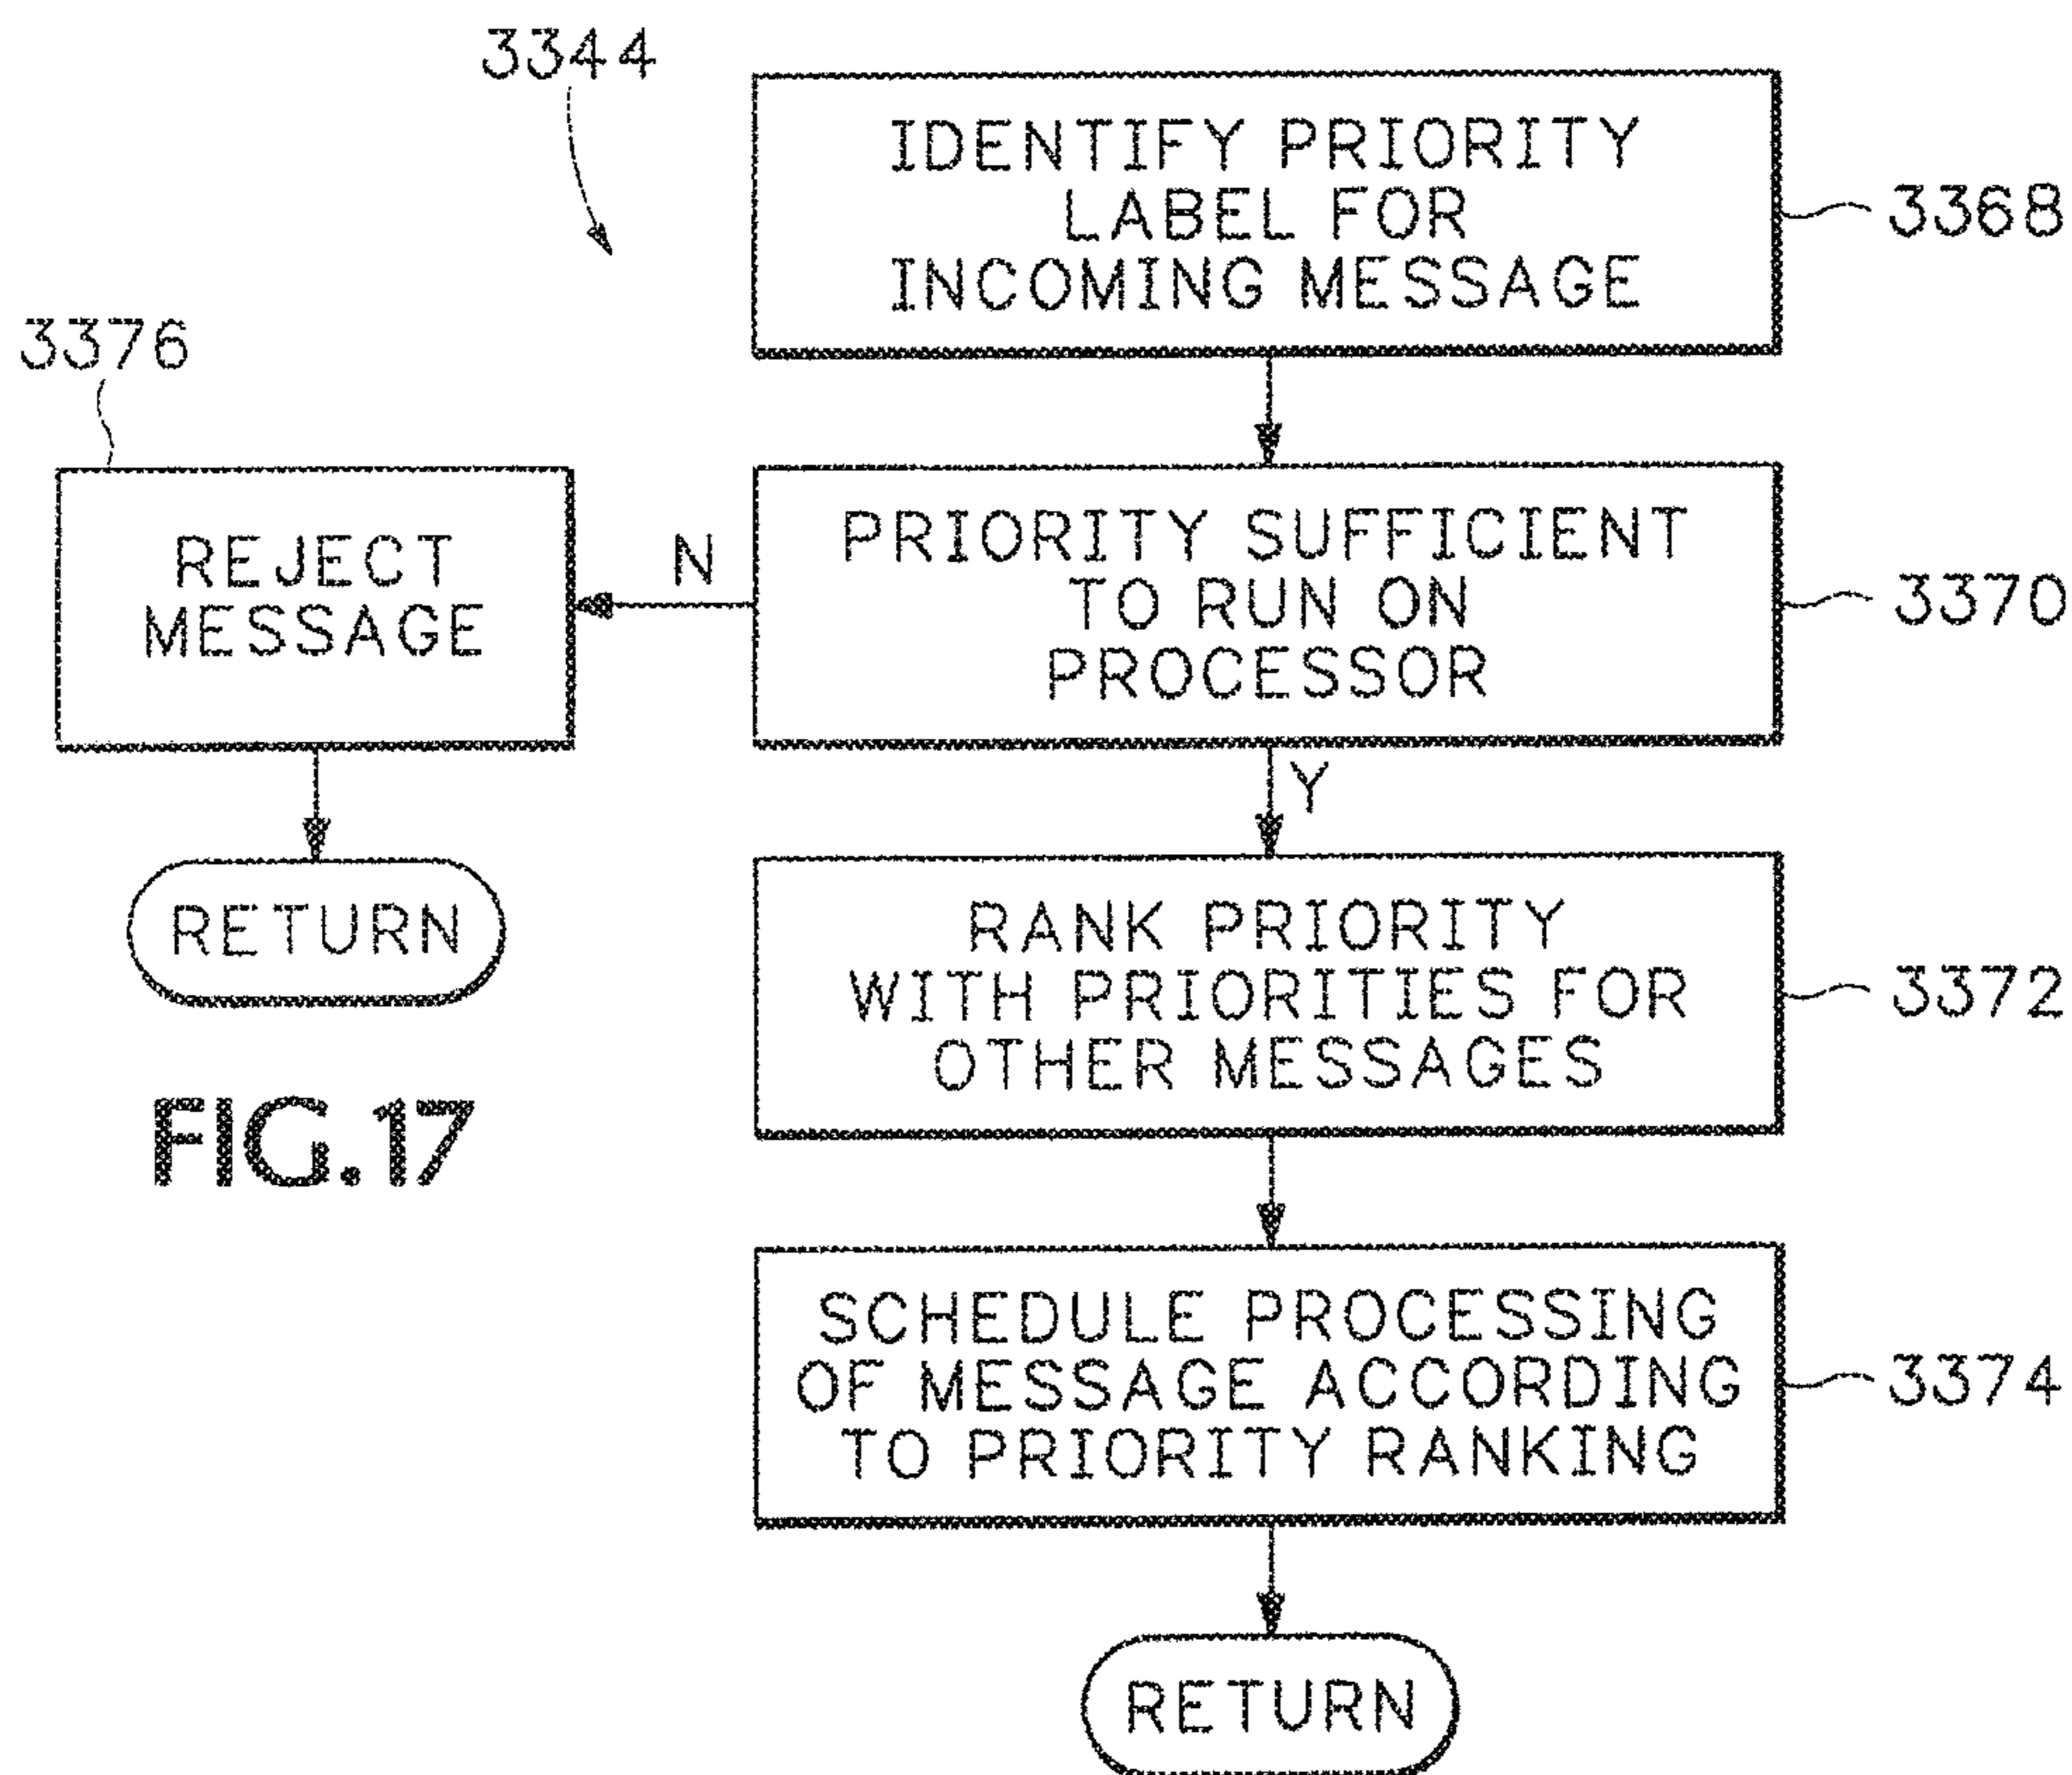 3344
IDENTIFY PRIORITY
LABEL FOR
INCOMING MESSAGE
3368
3376
REJECT
MESSAGE
N
PRIORITY SUFFICIENT
TO RUN ON
PROCESSOR
3370
Y
RETURN
RANK PRIORITY
WITH PRIORITIES FOR
OTHER MESSAGES
3372
FIG.17
SCHEDULE PROCESSING
OF MESSAGE ACCORDING
TO PRIORITY RANKING
3374
RETURN